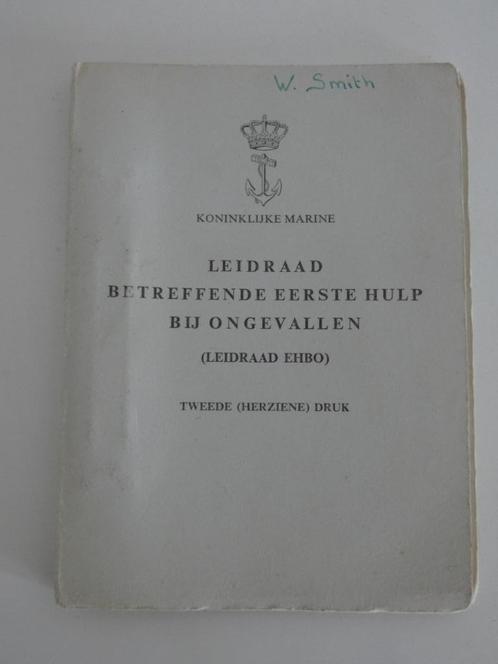 W. Smith
KONINKLIJKE MARINE
LEIDRAAD
BETREFFENDE EERSTE HULP
BIJ ONGEVALLEN
(LEIDRAAD EHBO)
TWEEDE (HERZIENE) DRUK